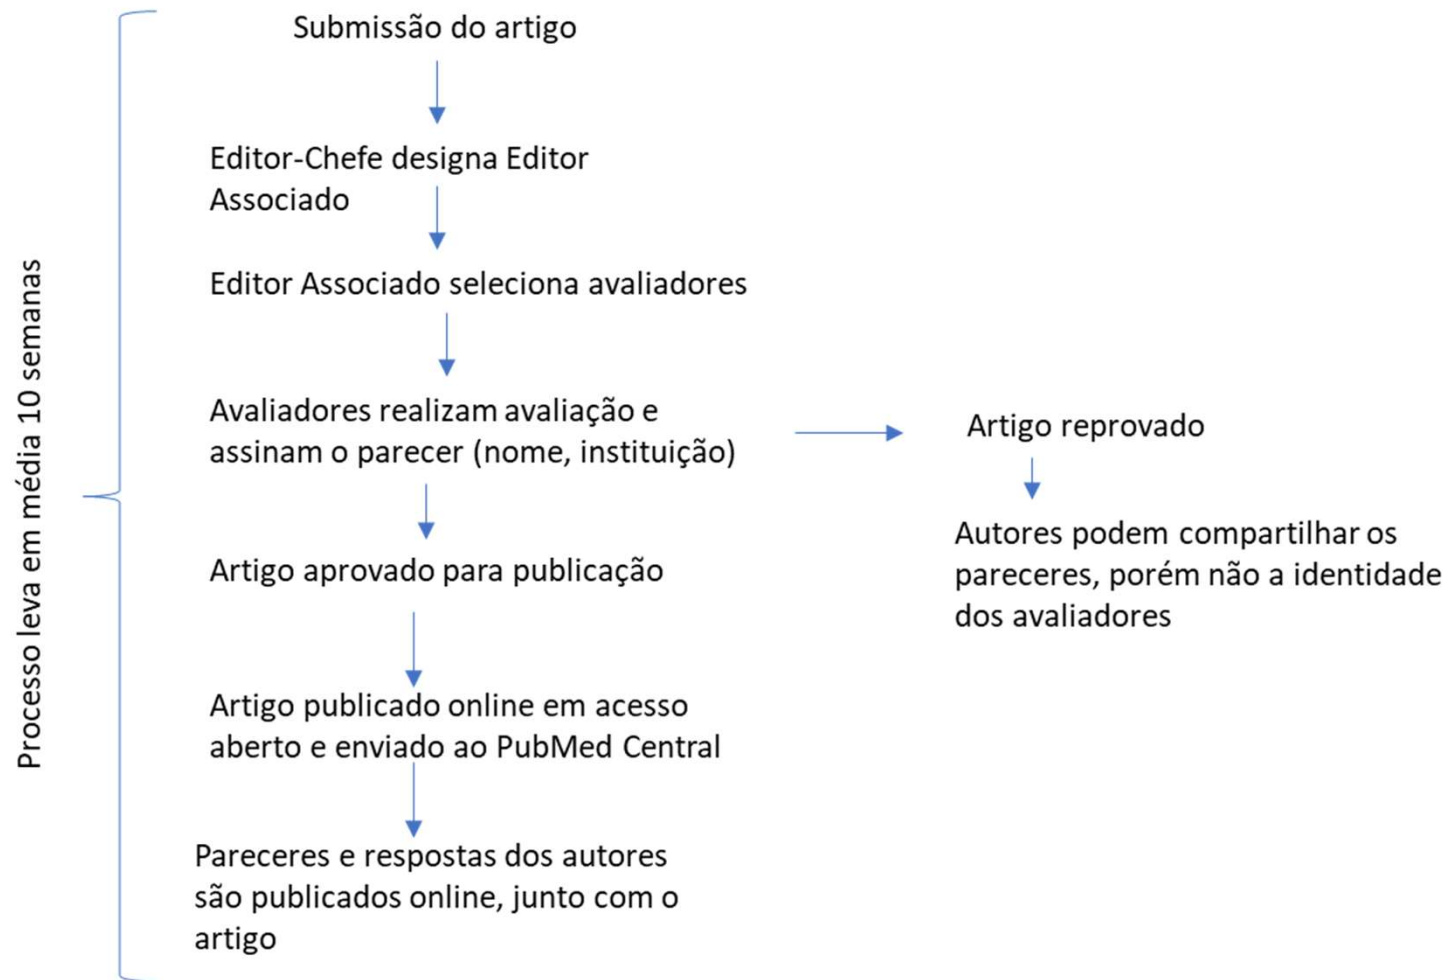 Processo leva em média 10 semanas
Submissão do artigo
Editor-Chefe designa Editor
Associado
Editor Associado seleciona avaliadores
Avaliadores realizam avaliação e
assinam o parecer (nome, instituição)
Artigo reprovado
Autores podem compartilhar os
pareceres, porém não a identidade
dos avaliadores
Artigo aprovado para publicação
Artigo publicado online em acesso
aberto e enviado ao PubMed Central
Pareceres e respostas dos autores
são publicados online, junto com o
artigo